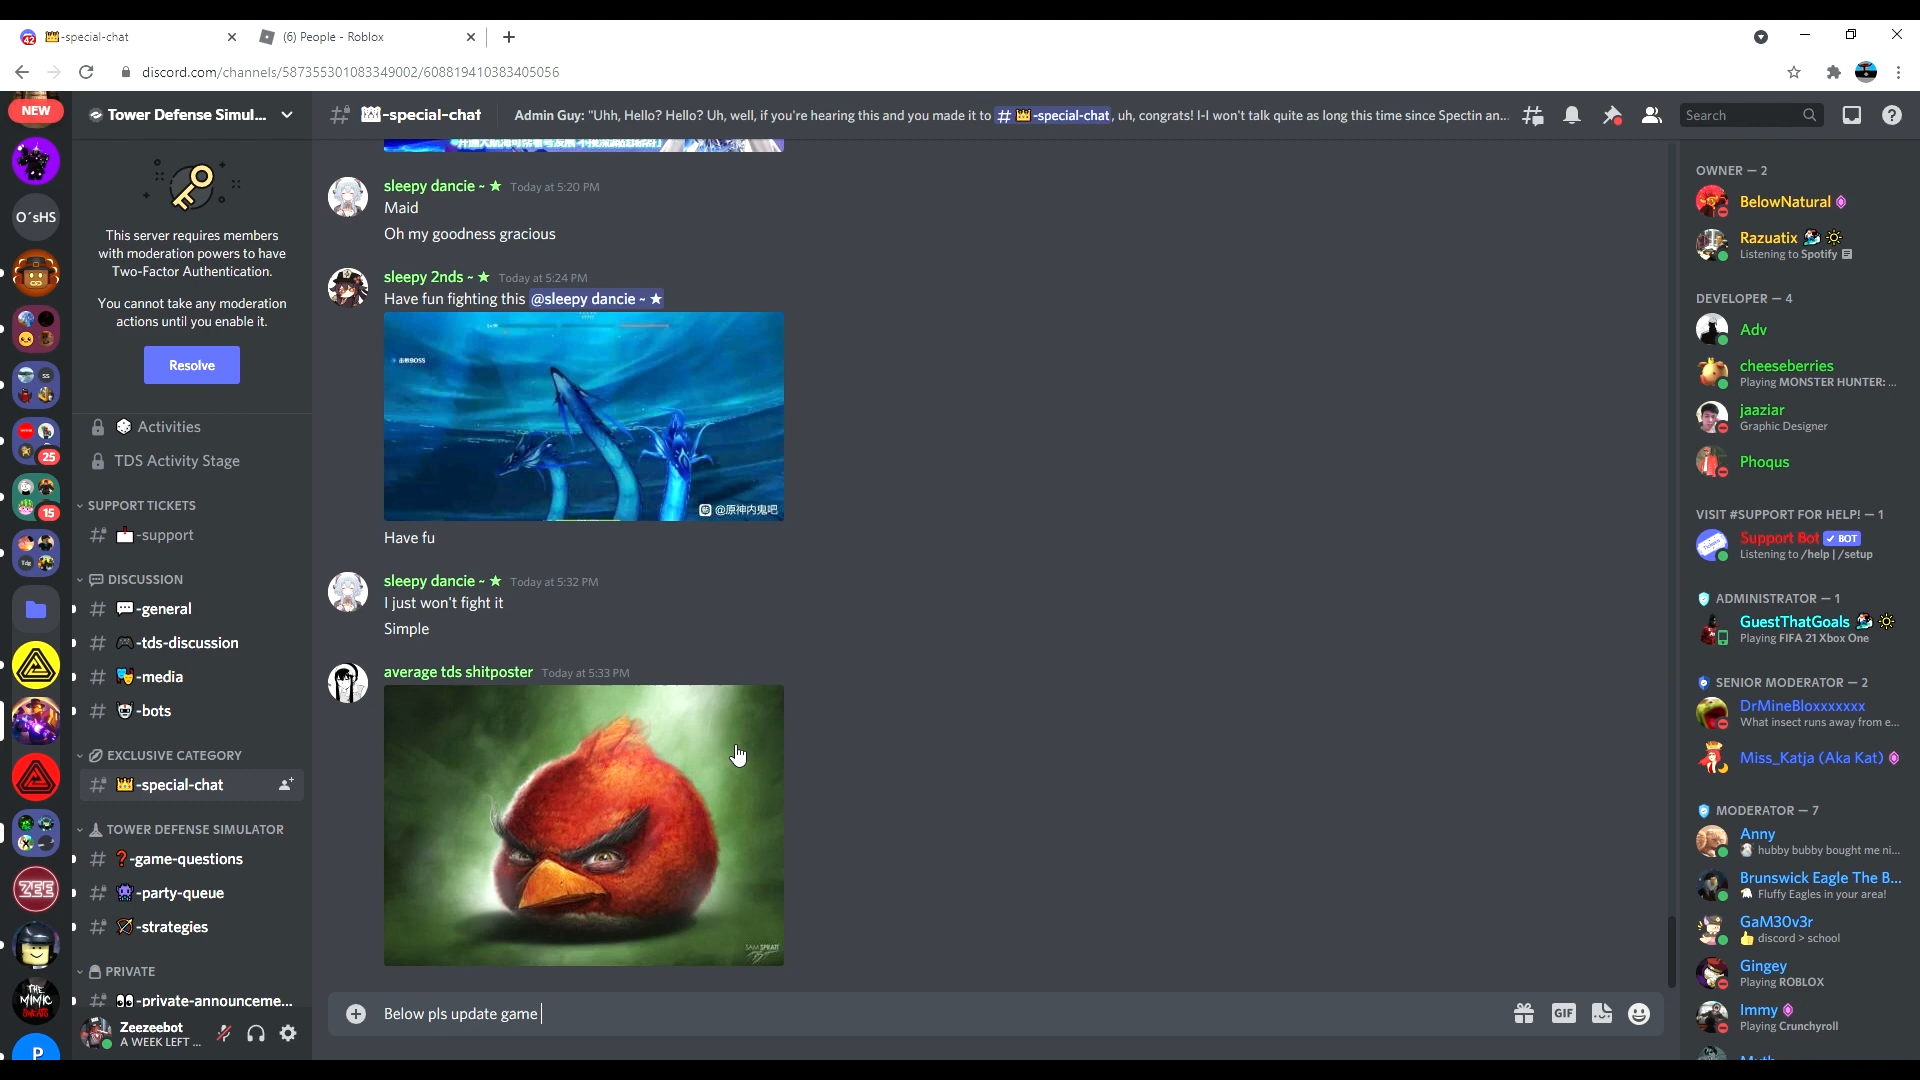 42
-special-chat
(6) People - Roblox
discord.com/channels/587355301083349002/608819410383405056
NEW
O´sHS
25
15
ZEE
THE
MIMIC
P
Tower Defense Simul...
This server requires members
with moderation powers to have
Two-Factor Authentication.
You cannot take any moderation
actions until you enable it.
Resolve
Activities
TDS Activity Stage
SUPPORT TICKETS
-support
DISCUSSION
-general
-tds-discussion
-media
-bots
EXCLUSIVE CATEGORY
-special-chat
TOWER DEFENSE SIMULATOR
-game-questions
-party-queue
-strategies
PRIVATE
-private-announceme...
Zeezeebot
A WEEK LEFT ...
-special-chat
Admin Guy: "Uhh, Hello? Hello? Uh, well, if you're hearing this and you made it to # -special-chat, uh, congrats! I-I won't talk quite as long this time since Spectin an...
Search
sleepy dancie ~ ★ Today at 5:20 PM
Maid
Oh my goodness gracious
sleepy 2nds ~ ★ Today at 5:24 PM
Have fun fighting this @sleepy dancie ~ ★
@原神内鬼吧
Have fu
sleepy dancie ~ ★ Today at 5:32 PM
I just won't fight it
Simple
average tds shitposter Today at 5:33 PM
Below pls update game
GIF
OWNER — 2
BelowNatural
Razuatix
Listening to Spotify
DEVELOPER — 4
Adv
cheeseberries
Playing MONSTER HUNTER: ...
jaaziar
Graphic Designer
Phoqus
VISIT #SUPPORT FOR HELP! — 1
Support Bot ✓ BOT
Listening to /help | /setup
ADMINISTRATOR — 1
GuestThatGoals
Playing FIFA 21 Xbox One
SENIOR MODERATOR — 2
DrMineBloxxxxxxx
What insect runs away from e...
Miss_Katja (Aka Kat)
MODERATOR — 7
Anny
hubby bubby bought me ni...
Brunswick Eagle The B...
Fluffy Eagles in your area!
GaM30v3r
discord > school
Gingey
Playing ROBLOX
Immy
Playing Crunchyroll